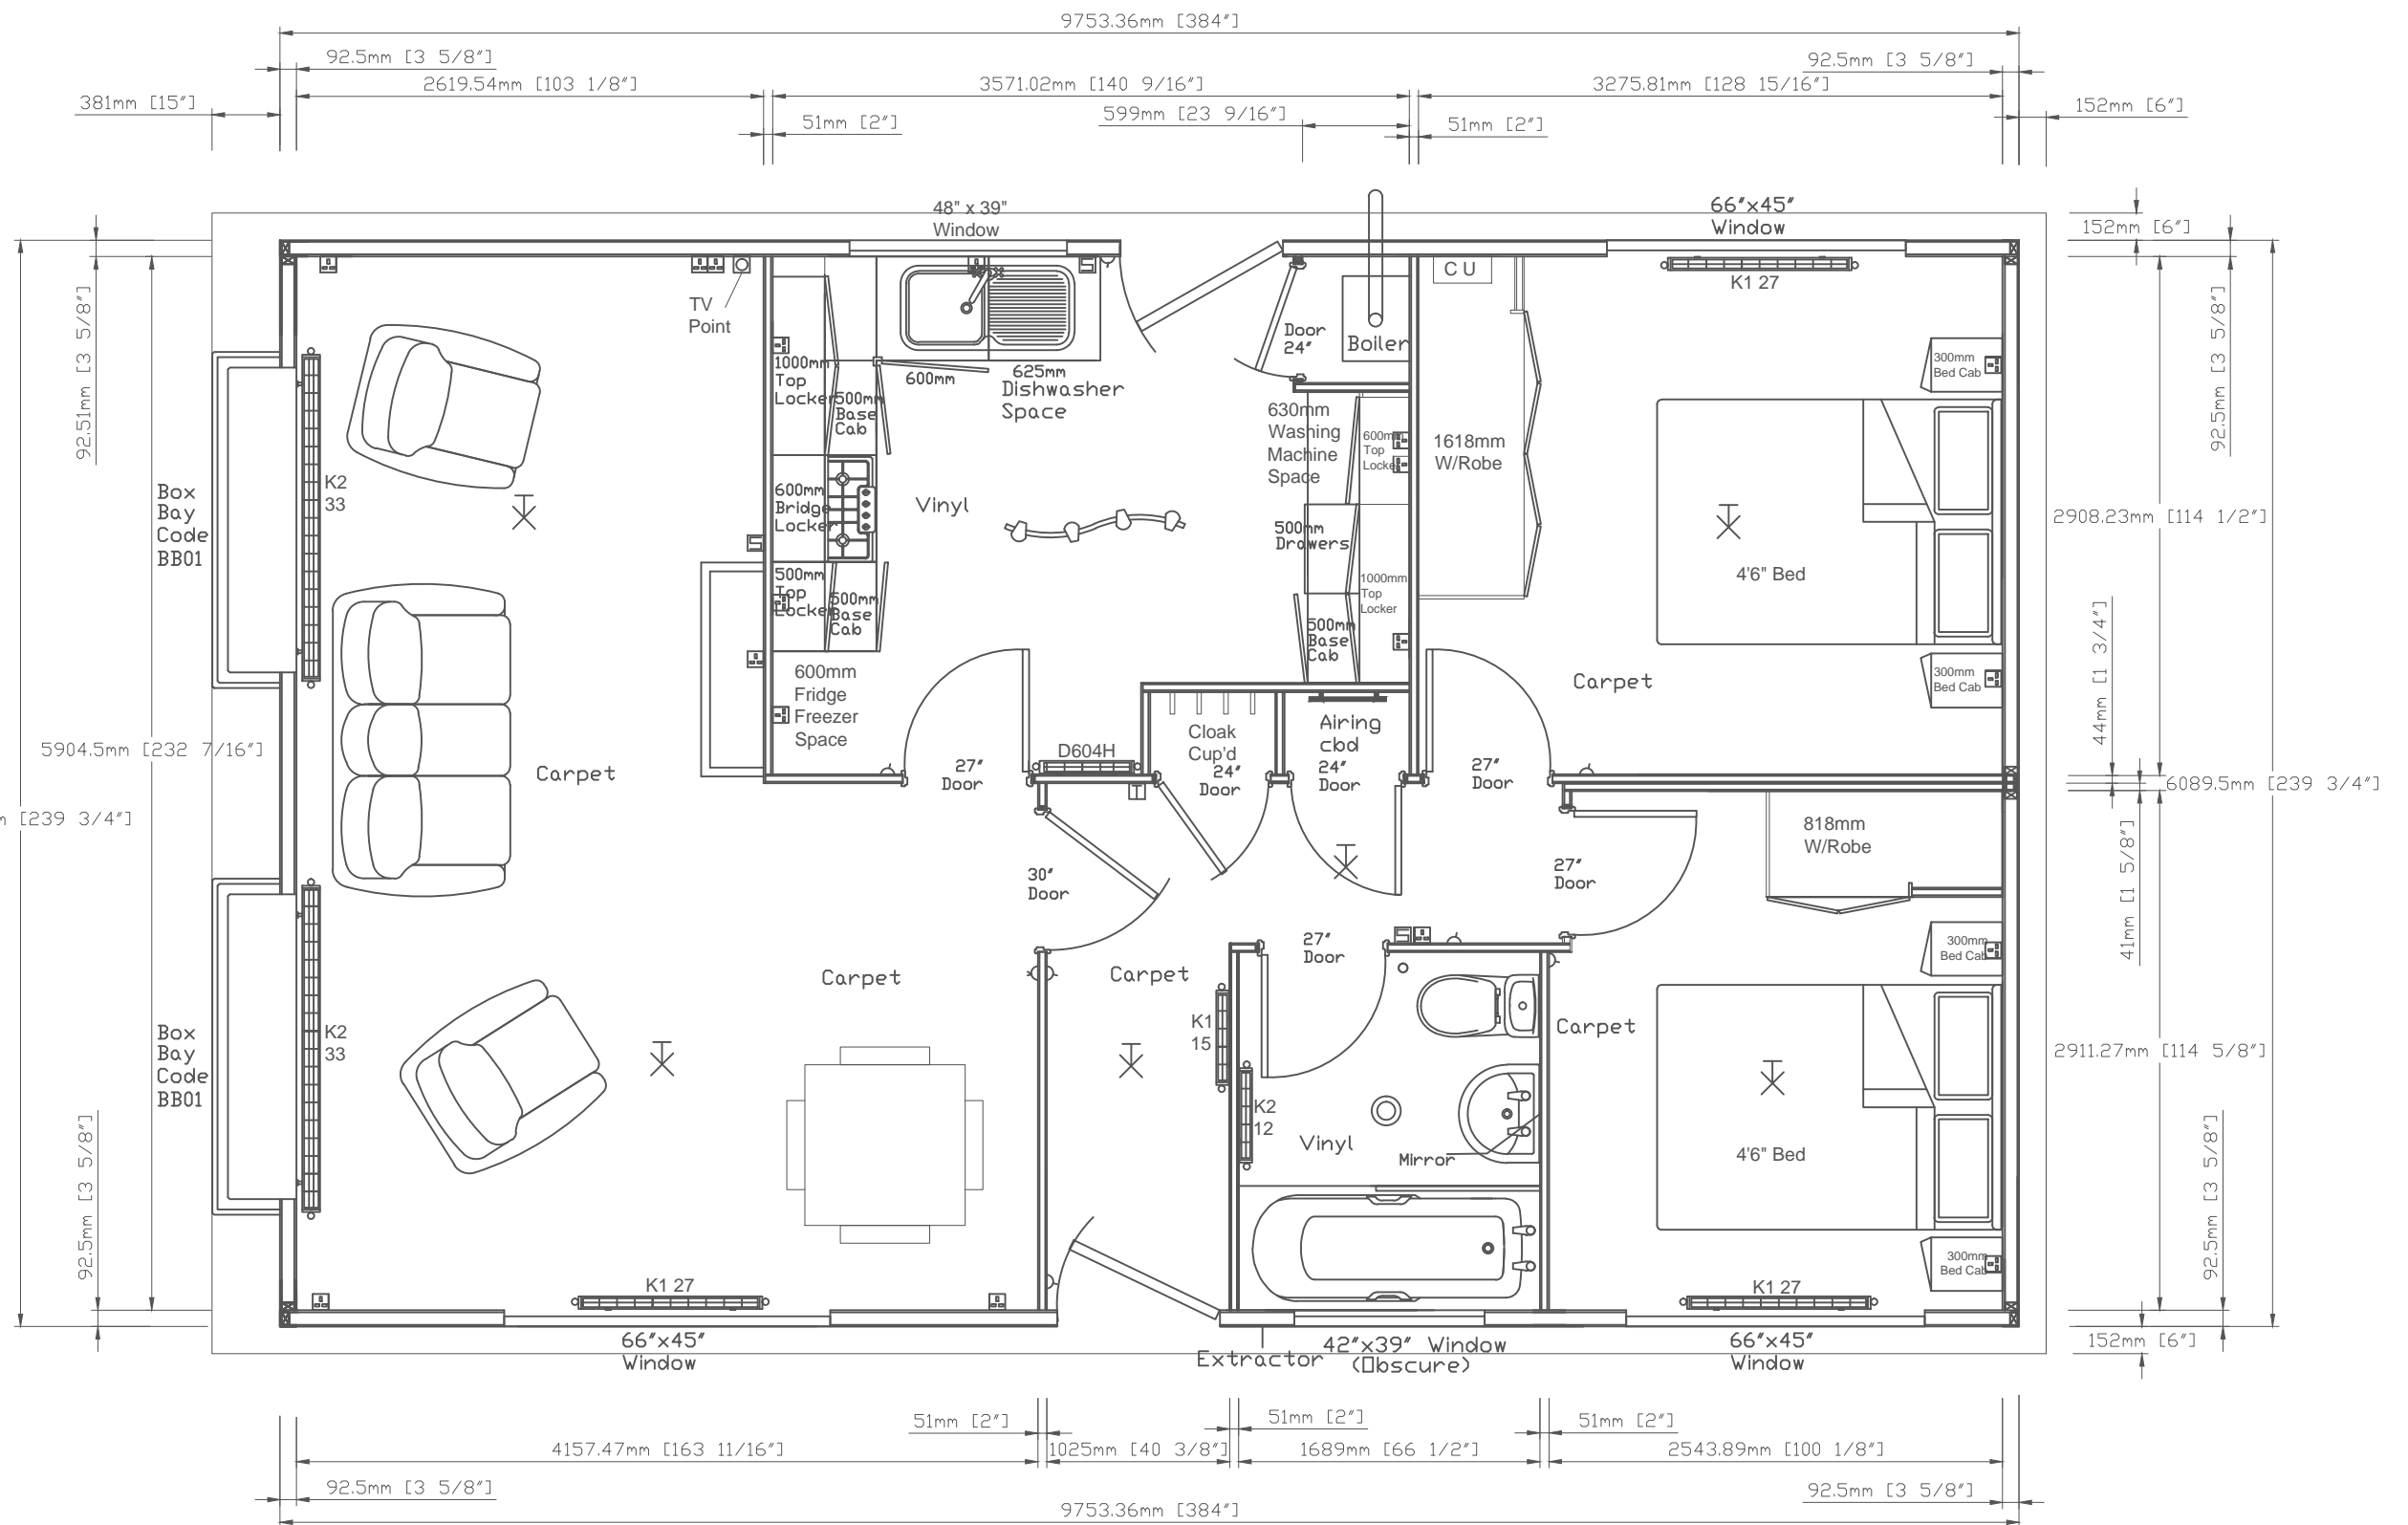 9753.36mm [384"]
92.5mm [3 5/8"]
92.5mm [3 5/8"]
2619.54mm [103 1/8"]
3571.02mm [140 9/16"]
3275.81mm [128 15/16"]
381mm [15"]
51mm [2"]
599mm [23 9/16"]
51mm [2"]
152mm [6"]
48" x 39"
Window
66"x45"
Window
152mm [6"]
92.51mm [3 5/8"]
92.5mm [3 5/8"]
TV
Point
C U
K1 27
Door
24"
Boiler
1000mm
Top
Locker
500mm
Base
Cab
600mm
625mm
Dishwasher
Space
300mm
Bed Cab
630mm
Washing
Machine
Space
600mm
Top
Locker
1618mm
W/Robe
Box
Bay
Code
BB01
K2
33
600mm
Bridge
Locker
Vinyl
500mm
Drawers
2908.23mm [114 1/2"]
4'6" Bed
500mm
Top
Locker
500mm
Base
Cab
1000mm
Top
Locker
500mm
Base
Cab
44mm [1 3/4"]
600mm
Fridge
Freezer
Space
Carpet
300mm
Bed Cab
5904.5mm [232 7/16"]
Carpet
27"
Door
D604H
Cloak
Cup'd
24"
Door
Airing
cbd
24"
Door
27"
Door
6089.5mm [239 3/4"]
m [239 3/4"]
818mm
W/Robe
30"
Door
27"
Door
41mm [1 5/8"]
27"
Door
300mm
Bed Cab
Carpet
Carpet
Carpet
Box
Bay
Code
BB01
K2
33
K1
15
K2
12
Vinyl
Mirror
2911.27mm [114 5/8"]
4'6" Bed
92.5mm [3 5/8"]
92.5mm [3 5/8"]
300mm
Bed Cab
K1 27
K1 27
66"x45"
Window
Extractor
42"x39" Window
(Obscure)
66"x45"
Window
152mm [6"]
51mm [2"]
51mm [2"]
51mm [2"]
4157.47mm [163 11/16"]
1025mm [40 3/8"]
1689mm [66 1/2"]
2543.89mm [100 1/8"]
92.5mm [3 5/8"]
92.5mm [3 5/8"]
9753.36mm [384"]